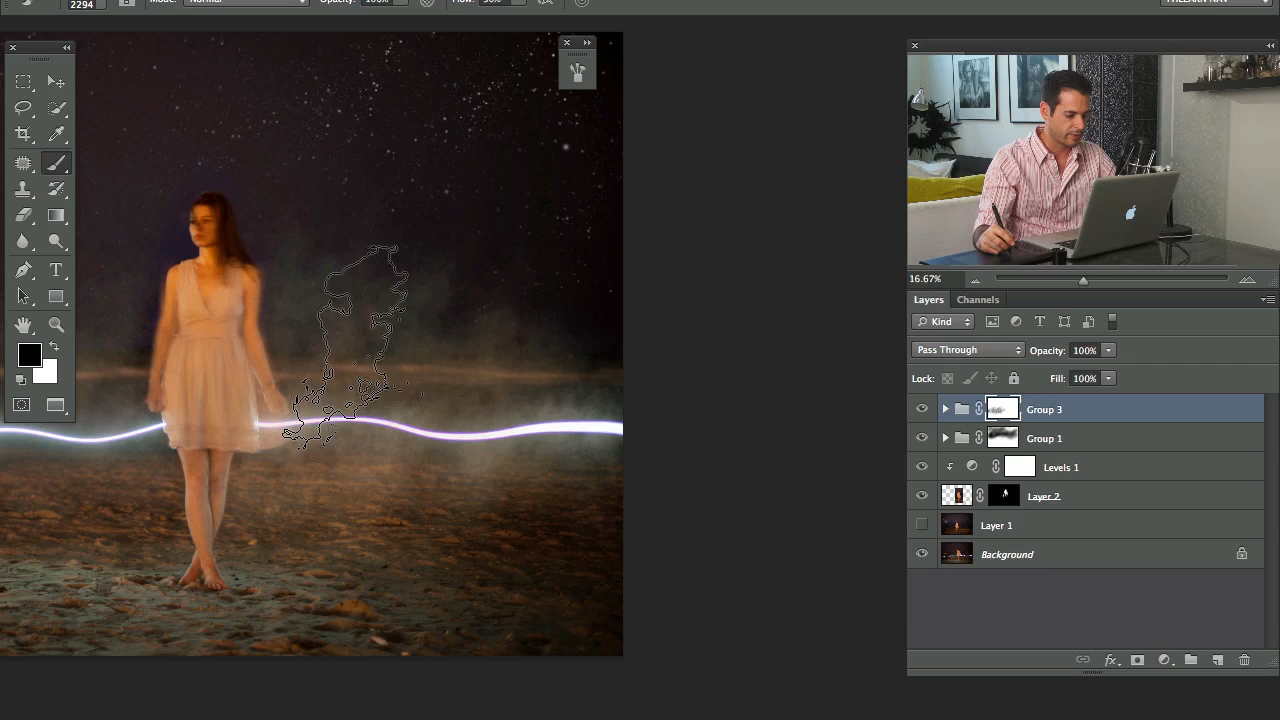 2294
Mode: Normal
Opacity: 100%
Flow:
16.67%
Layers Channels
Kind
Pass Through Opacity: 100%
Lock: Fill: 100%
Group 3
Group 1
Levels 1
Layer 2
Layer 1
Background